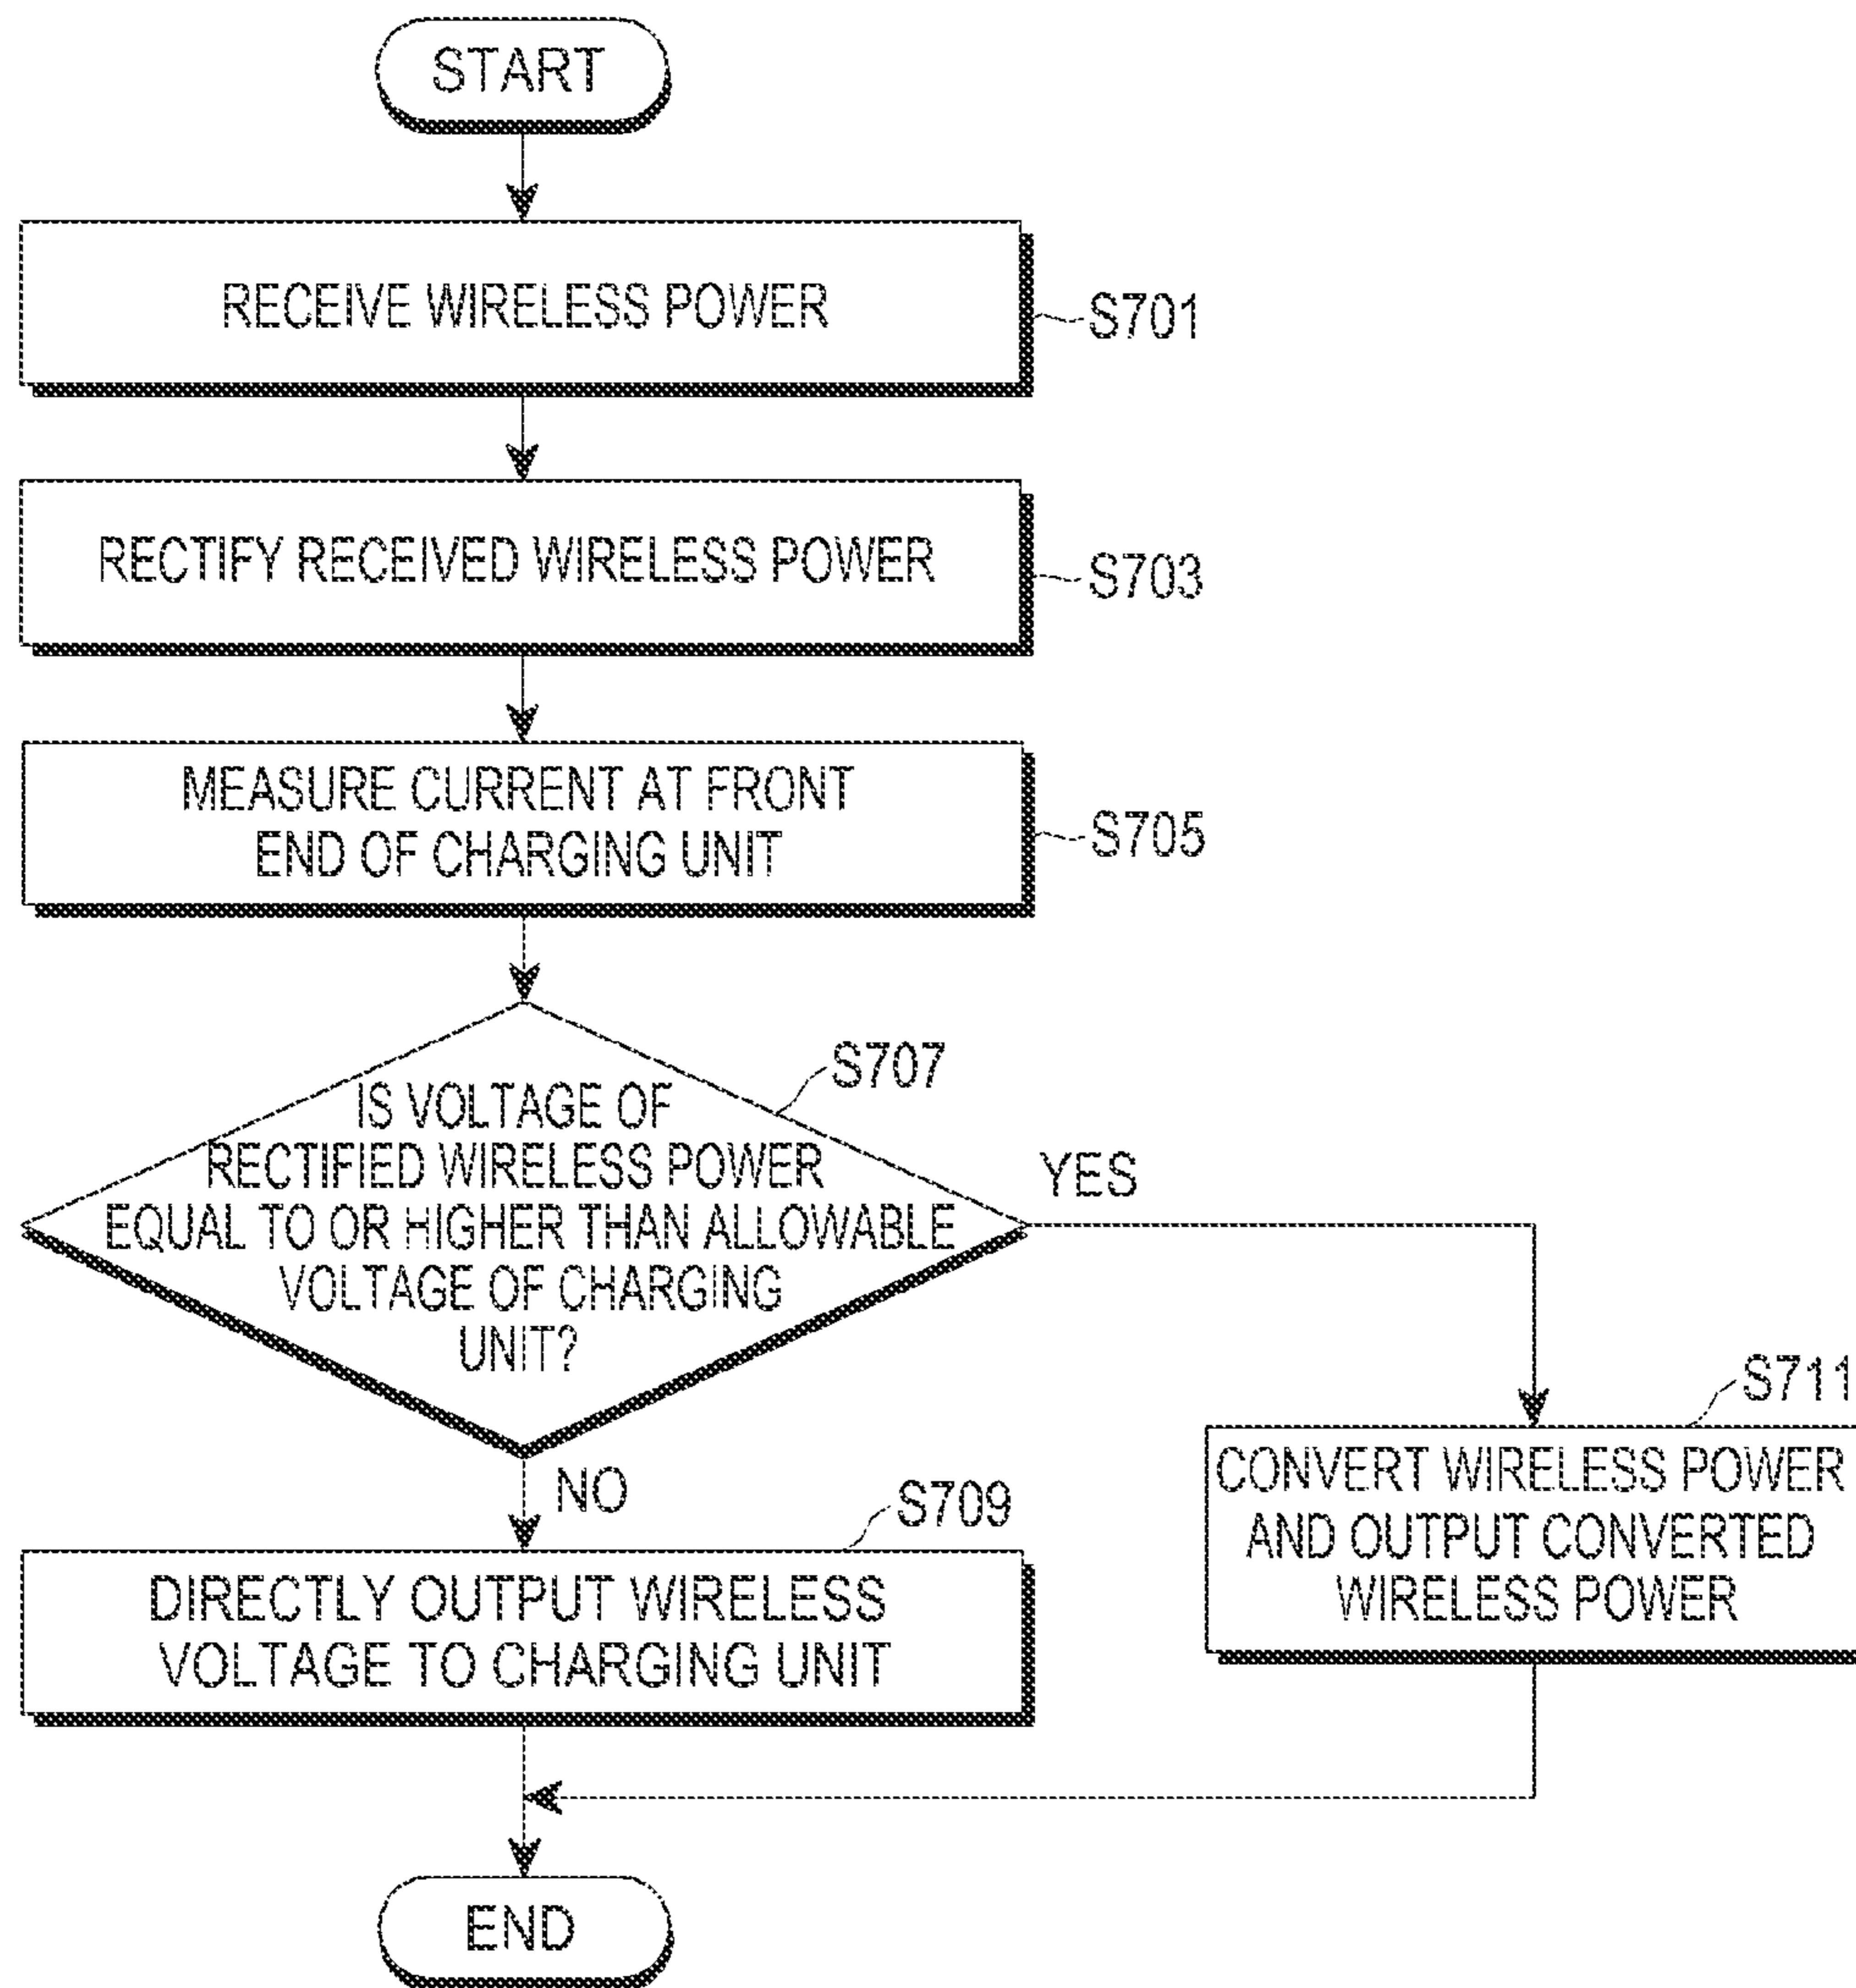 START
RECEIVE WIRELESS POWER
S701
RECTIFY RECEIVED WIRELESS POWER
S703
MEASURE CURRENT AT FRONT
END OF CHARGING UNIT
S705
S707
IS VOLTAGE OF
RECTIFIED WIRELESS POWER
EQUAL TO OR HIGHER THAN ALLOWABLE
VOLTAGE OF CHARGING
UNIT?
YES
NO
S711
CONVERT WIRELESS POWER
AND OUTPUT CONVERTED
WIRELESS POWER
S709
DIRECTLY OUTPUT WIRELESS
VOLTAGE TO CHARGING UNIT
END